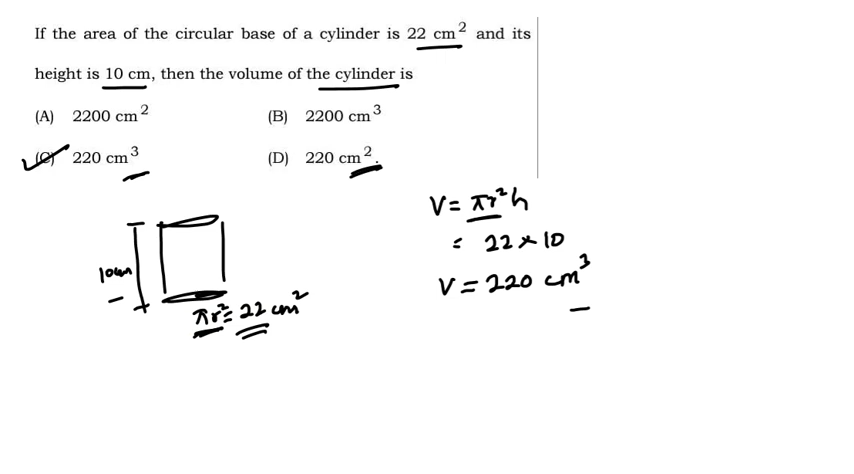 If the area of the circular base of a cylinder is 22 cm² and its
height is 10 cm, then the volume of the cylinder is
(A) 2200 cm² (B) 2200 cm³
(C) 220 cm³ (D) 220 cm².
V = πr²h
= 22 × 10
V = 220 cm³
10cm
πr² = 22 cm²